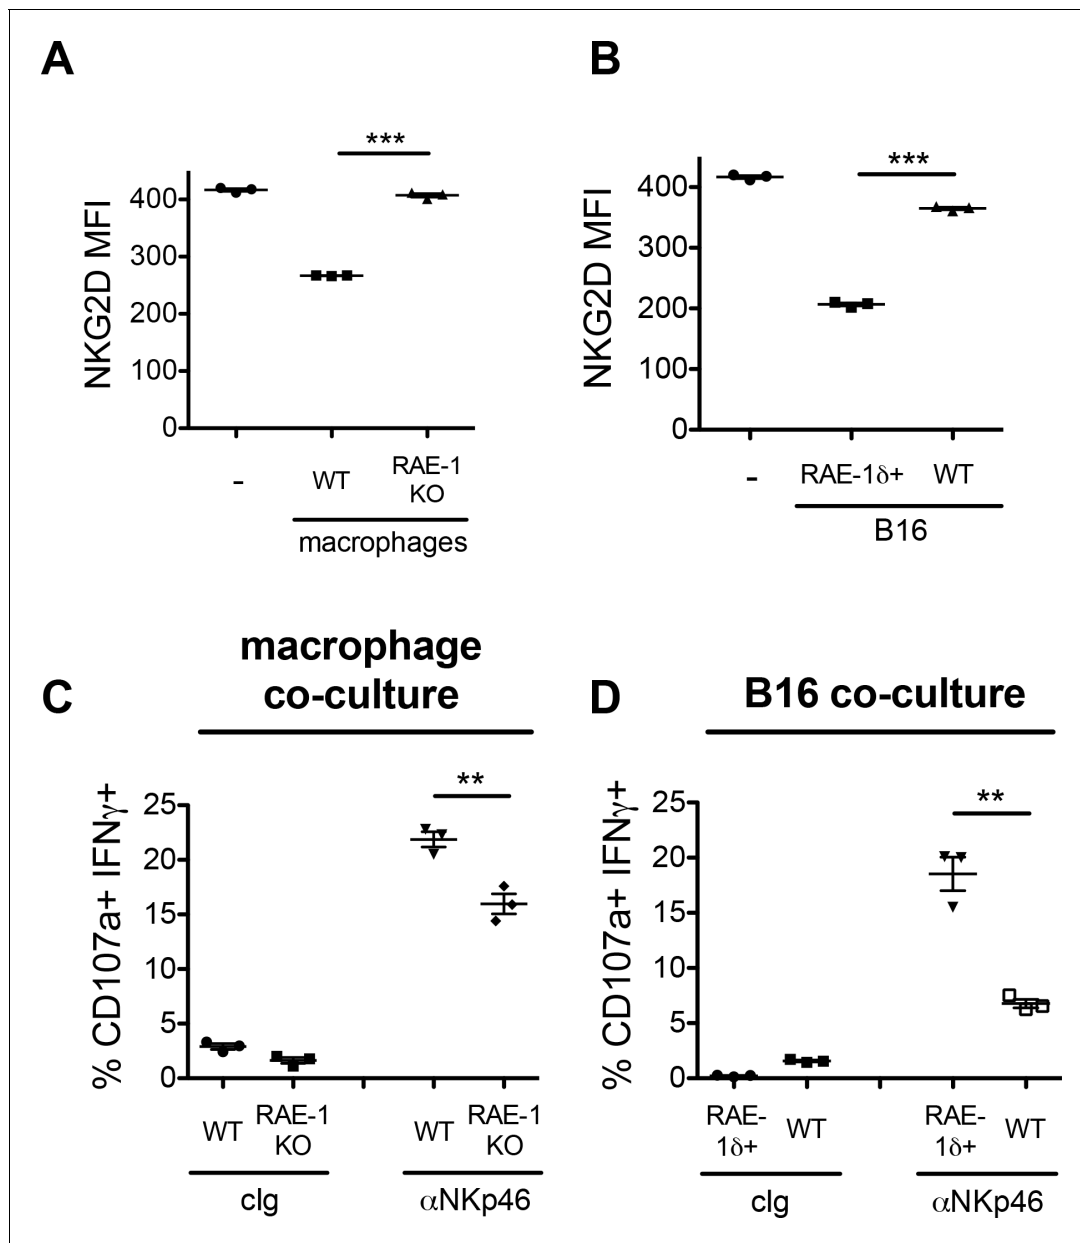 A
***
NKG2D MFI
400
300
200
100
0
-
WT
RAE-1
KO
macrophages
B
***
NKG2D MFI
400
300
200
100
0
-
RAE-1δ+
WT
B16
C
macrophage
co-culture
**
% CD107a+ IFNγ+
25
20
15
10
5
0
WT
RAE-1
KO
WT
RAE-1
KO
cIg
αNKp46
D
B16 co-culture
**
% CD107a+ IFNγ+
25
20
15
10
5
0
RAE-
1δ+
WT
RAE-
1δ+
WT
cIg
αNKp46